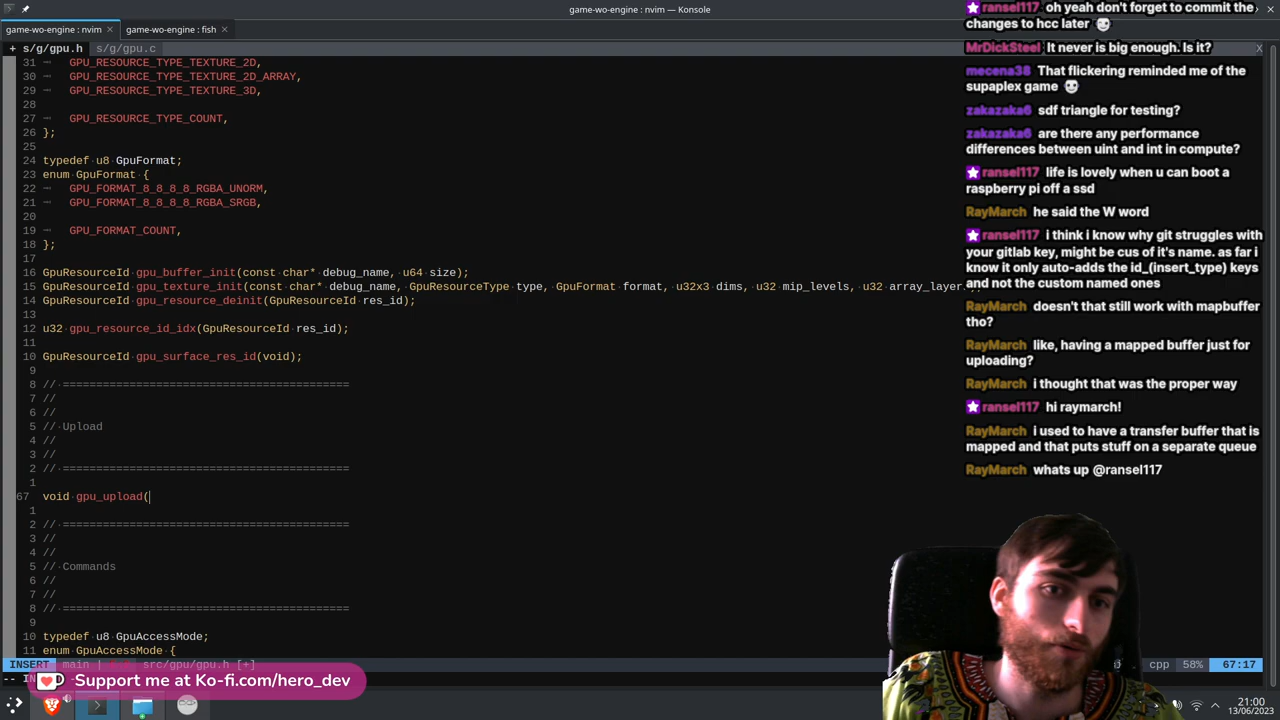 game-wo-engine : nvim — Konsole
game-wo-engine : nvim
game-wo-engine : fish
+ s/g/gpu.h  s/g/gpu.c  X
31 GPU_RESOURCE_TYPE_TEXTURE_2D,
30 GPU_RESOURCE_TYPE_TEXTURE_2D_ARRAY,
29 GPU_RESOURCE_TYPE_TEXTURE_3D,
28
27 GPU_RESOURCE_TYPE_COUNT,
26 };
25
24 typedef u8 GpuFormat;
23 enum GpuFormat {
22 GPU_FORMAT_8_8_8_8_RGBA_UNORM,
21 GPU_FORMAT_8_8_8_8_RGBA_SRGB,
20
19 GPU_FORMAT_COUNT,
18 };
17
16 GpuResourceId gpu_buffer_init(const char* debug_name, u64 size);
15 GpuResourceId gpu_texture_init(const char* debug_name, GpuResourceType type, GpuFormat format, u32x3 dims, u32 mip_levels, u32 array_layer
14 GpuResourceId gpu_resource_deinit(GpuResourceId res_id);
13
12 u32 gpu_resource_id_idx(GpuResourceId res_id);
11
10 GpuResourceId gpu_surface_res_id(void);
9
8 // ===========================================
7 //
6 //
5 // Upload
4 //
3 //
2 // ===========================================
1
67 void gpu_upload(
1
2 // ===========================================
3 //
4 //
5 // Commands
6 //
7 //
8 // ===========================================
9
10 typedef u8 GpuAccessMode;
11 enum GpuAccessMode {
INSERT main | src/gpu/gpu.h [+] cpp 58% 67:17
-- IN
Support me at Ko-fi.com/hero_dev
21:00
13/06/2023
ransel117 oh yeah don't forget to commit the
changes to hcc later
MrDickSteel It never is big enough. Is it?
mecena38 That flickering reminded me of the
supaplex game
zakazaka6 sdf triangle for testing?
zakazaka6 are there any performance
differences between uint and int in compute?
ransel117 life is lovely when u can boot a
raspberry pi off a ssd
RayMarch he said the W word
ransel117 i think i know why git struggles with
your gitlab key, might be cus of it's name. as far i
know it only auto-adds the id_(insert_type) keys
and not the custom named ones
RayMarch doesn't that still work with mapbuffer
tho?
RayMarch like, having a mapped buffer just for
uploading?
RayMarch i thought that was the proper way
ransel117 hi raymarch!
RayMarch i used to have a transfer buffer that is
mapped and that puts stuff on a separate queue
RayMarch whats up @ransel117